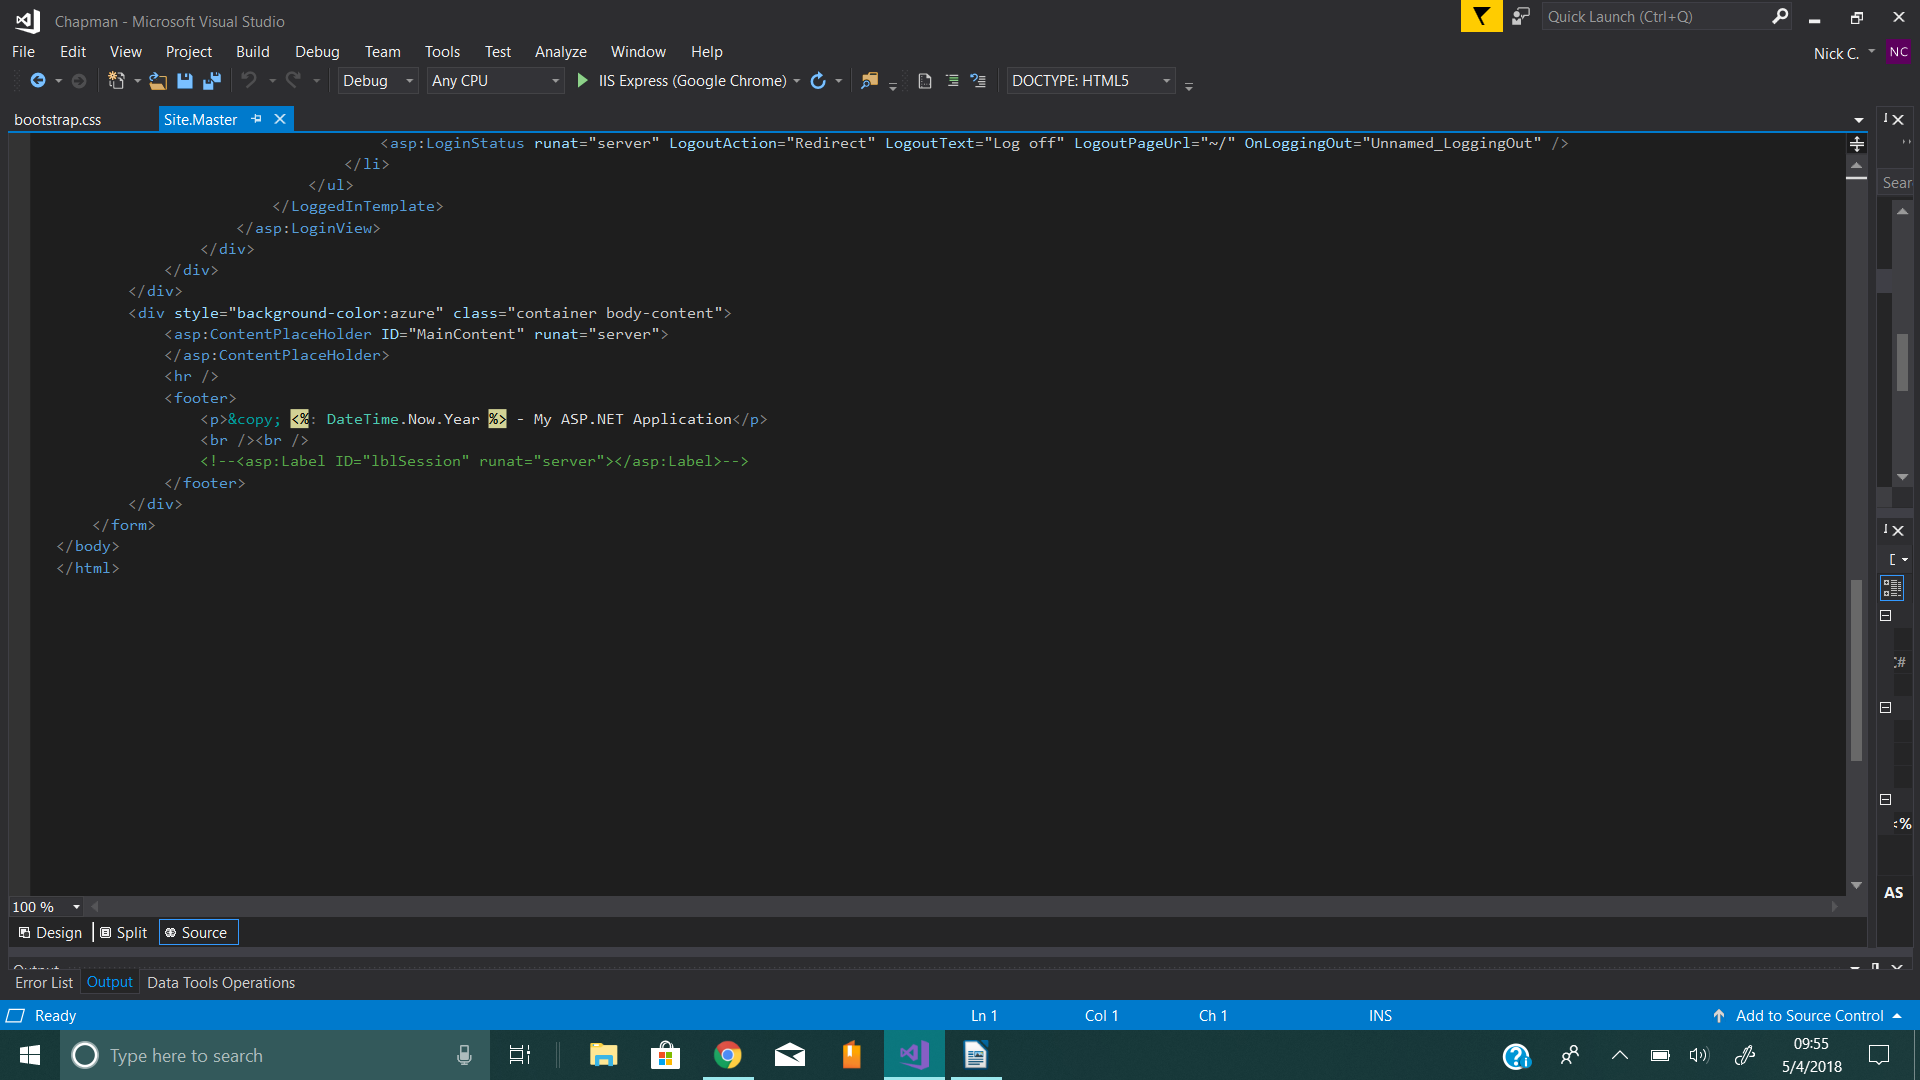 Chapman - Microsoft Visual Studio
Quick Launch (Ctrl+Q)
File Edit View Project Build Debug Team Tools Test Analyze Window Help
Nick C. NC
Debug Any CPU IIS Express (Google Chrome) DOCTYPE: HTML5
bootstrap.css Site.Master
<asp:LoginStatus runat="server" LogoutAction="Redirect" LogoutText="Log off" LogoutPageUrl="~/" OnLoggingOut="Unnamed_LoggingOut" />
</li>
</ul>
</LoggedInTemplate>
</asp:LoginView>
</div>
</div>
</div>
<div style="background-color:azure" class="container body-content">
<asp:ContentPlaceHolder ID="MainContent" runat="server">
</asp:ContentPlaceHolder>
<hr />
<footer>
<p>&copy; <%: DateTime.Now.Year %> - My ASP.NET Application</p>
<br /><br />
<!--<asp:Label ID="lblSession" runat="server"></asp:Label>-->
</footer>
</div>
</form>
</body>
</html>
Sear
<%
AS
100 %
Design Split Source
Output
Error List Output Data Tools Operations
Ready Ln 1 Col 1 Ch 1 INS Add to Source Control
Type here to search
09:55
5/4/2018